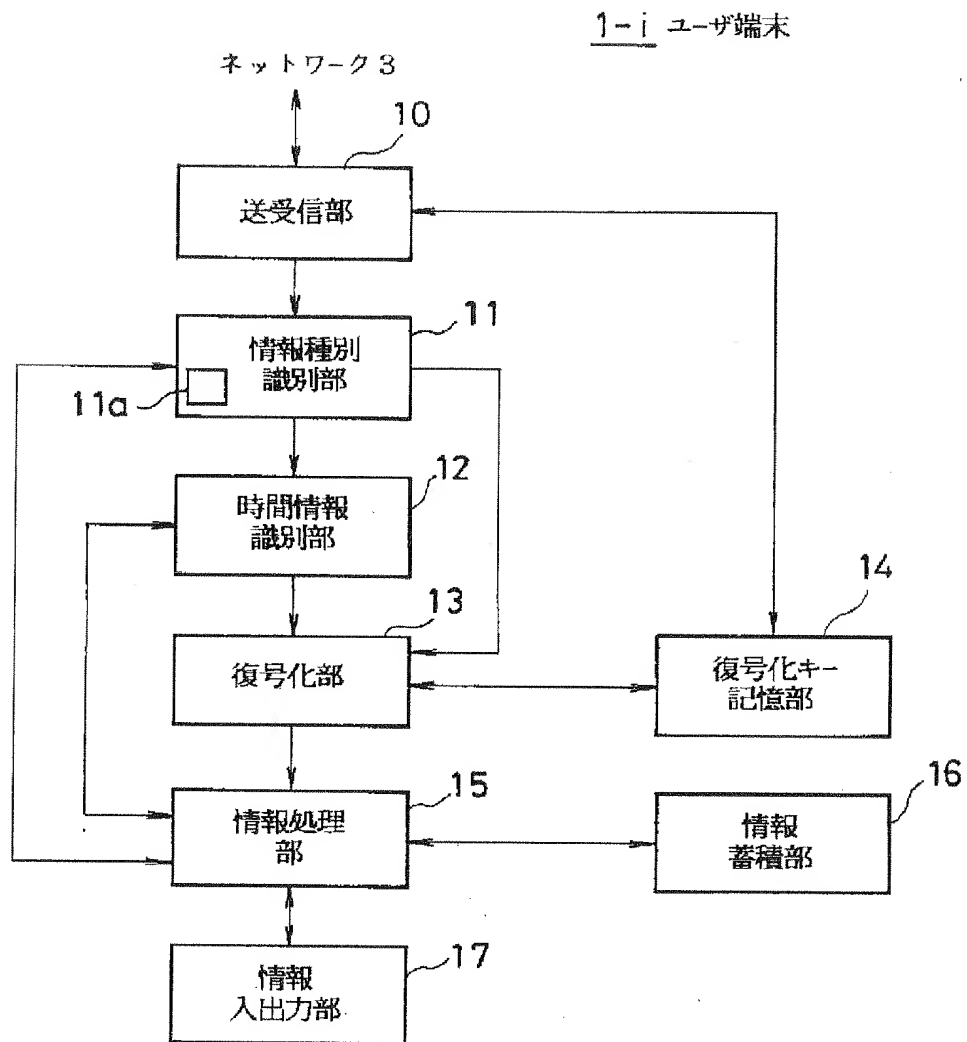 1-i ユーザ端末
ネットワーク3
10
送受信部
11
情報種別
識別部
11a
12
時間情報
識別部
13
復号化部
14
復号化キー
記憶部
15
情報処理
部
16
情報
蓄積部
17
情報
入出力部